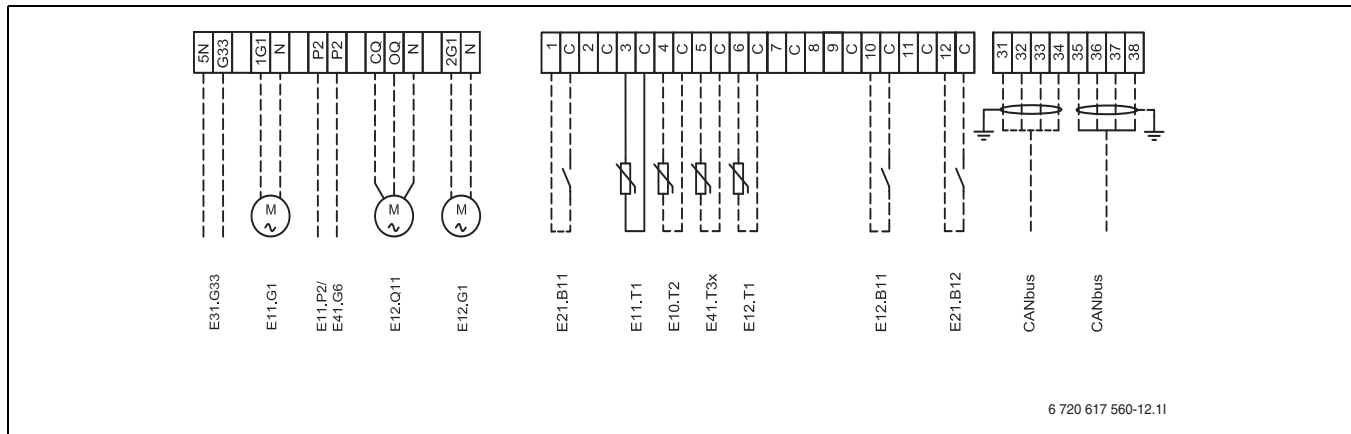 5N G33 1G1 N P2 P2 CQ OQ N 2G1 N
1 C 2 C 3 C 4 C 5 C 6 C 7 C 8 9 C 10 C 11 C 12 C
31 32 33 34 35 36 37 38
M
M
M
E31.G33
E11.G1
E11.P2/
E41.G6
E12.Q11
E12.G1
E21.B11
E11.T1
E10.T2
E41.T3x
E12.T1
E12.B11
E21.B12
CANbus
CANbus
6 720 617 560-12.1I